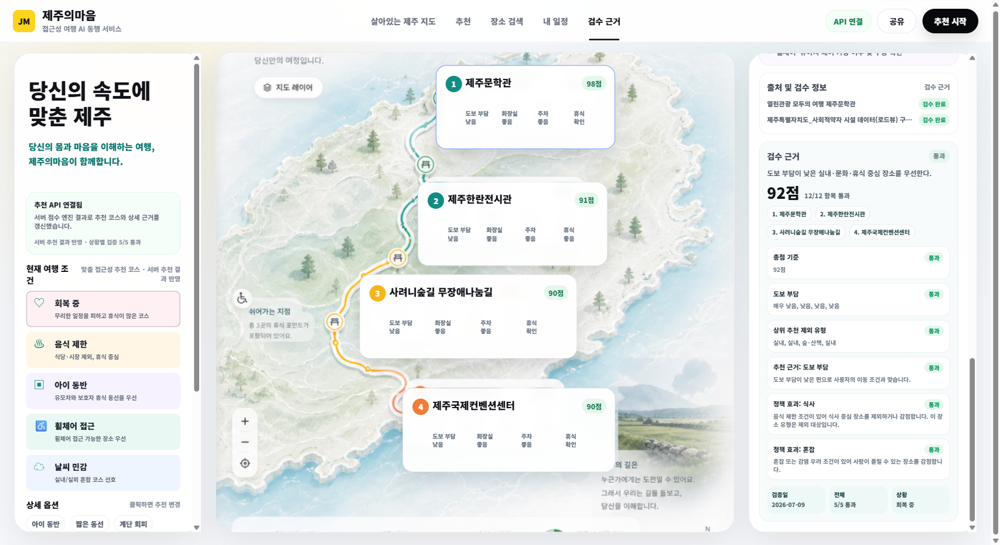 JM
제주의마음
접근성 여행 AI 동행 서비스
살아있는 제주 지도
추천
장소 검색
내 일정
검수 근거
API 연결
공유
추천 시작
당신의 속도에
맞춘 제주
당신의 몸과 마음을 이해하는 여행,
제주의마음이 함께합니다.
추천 API 연결됨
서버 점수 엔진 결과로 추천 코스와 상세 근거를
갱신했습니다.
서버 추천 결과 반영 · 상황별 검증 5/5 통과
현재 여행 조
건
맞춤 접근성 추천 코스 · 서버 추천 결
과 반영
회복 중
무리한 일정을 피하고 휴식이 많은 코스
음식 제한
식당·시장 제외, 휴식 중심
아이 동반
유모차와 보호자 휴식 동선을 우선
휠체어 접근
휠체어 접근 가능한 장소 우선
날씨 민감
실내/실외 혼합 코스 선호
상세 옵션
클릭하면 추천 변경
아이 동반
짧은 동선
계단 회피
당신만의 여정입니다.
지도 레이어
1
제주문학관
98점
도보 부담
낮음
화장실
좋음
주차
좋음
휴식
확인
2
제주한란전시관
91점
도보 부담
낮음
화장실
좋음
주차
좋음
휴식
좋음
3
사려니숲길 무장애나눔길
90점
도보 부담
낮음
화장실
좋음
주차
좋음
휴식
확인
쉬어가는 지점
총 3곳의 휴식 포인트가
포함되어 있어요.
4
제주국제컨벤션센터
90점
도보 부담
낮음
화장실
좋음
주차
좋음
휴식
확인
+
−
의 길은
누군가에게는 도전일 수 있어요.
그래서 우리는 길을 돌보고,
당신을 이해합니다.
N
출처 및 검수 정보
검수 근거
열린관광 모두의 여행 제주문학관
검수 완료
제주특별자치도_사회적약자 시설 데이터(로드뷰) 구···
검수 완료
검수 근거
통과
도보 부담이 낮은 실내·문화·휴식 중심 장소를 우선한다.
92점 12/12 항목 통과
1. 제주문학관
2. 제주한란전시관
3. 사려니숲길 무장애나눔길
4. 제주국제컨벤션센터
총점 기준
통과
92점
도보 부담
통과
매우 낮음, 낮음, 낮음, 낮음
상위 추천 제외 유형
통과
실내, 실내, 숲·산책, 실내
추천 근거: 도보 부담
통과
도보 부담이 낮은 편으로 사용자의 이동 조건과 맞습니다.
정책 효과: 식사
통과
음식 제한 조건이 있어 식사 중심 장소를 제외하거나 감점합니다. 이 장
소 유형은 제외 대상입니다.
정책 효과: 혼잡
통과
혼잡 또는 감염 우려 조건이 있어 사람이 몰릴 수 있는 장소를 감점합니
다.
검증일
2026-07-09
전체
5/5 통과
상황
회복 중